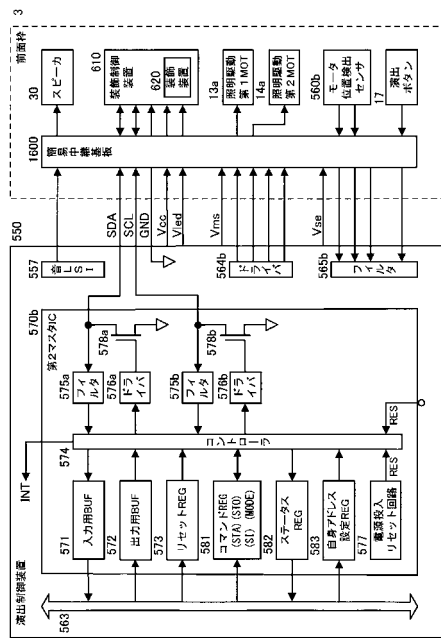 3
前面枠
30
スピーカ
610
装飾制御
装置
620
装飾
装置
13a
照明駆動
第1MOT
14a
照明駆動
第2MOT
560b
モータ
位置検出
センサ
17
演出
ボタン
1600
簡易中継基板
550
SDA
SCL
GND
Vcc
Vled
Vms
Vse
557
音LSI
564b
ドライバ
565b
フィルタ
570b
第2マスタIC
578a
578b
575a
フィルタ
576a
ドライバ
575b
フィルタ
576b
ドライバ
574
コントローラ
RES
INT
RES
571
入力用BUF
572
出力用BUF
573
リセットREG
581
コマンドREG
(STA)(STO)
(SI)(MODE)
582
ステータス
REG
583
自身アドレス
設定REG
577
電源投入
リセット回路
演出制御装置
563